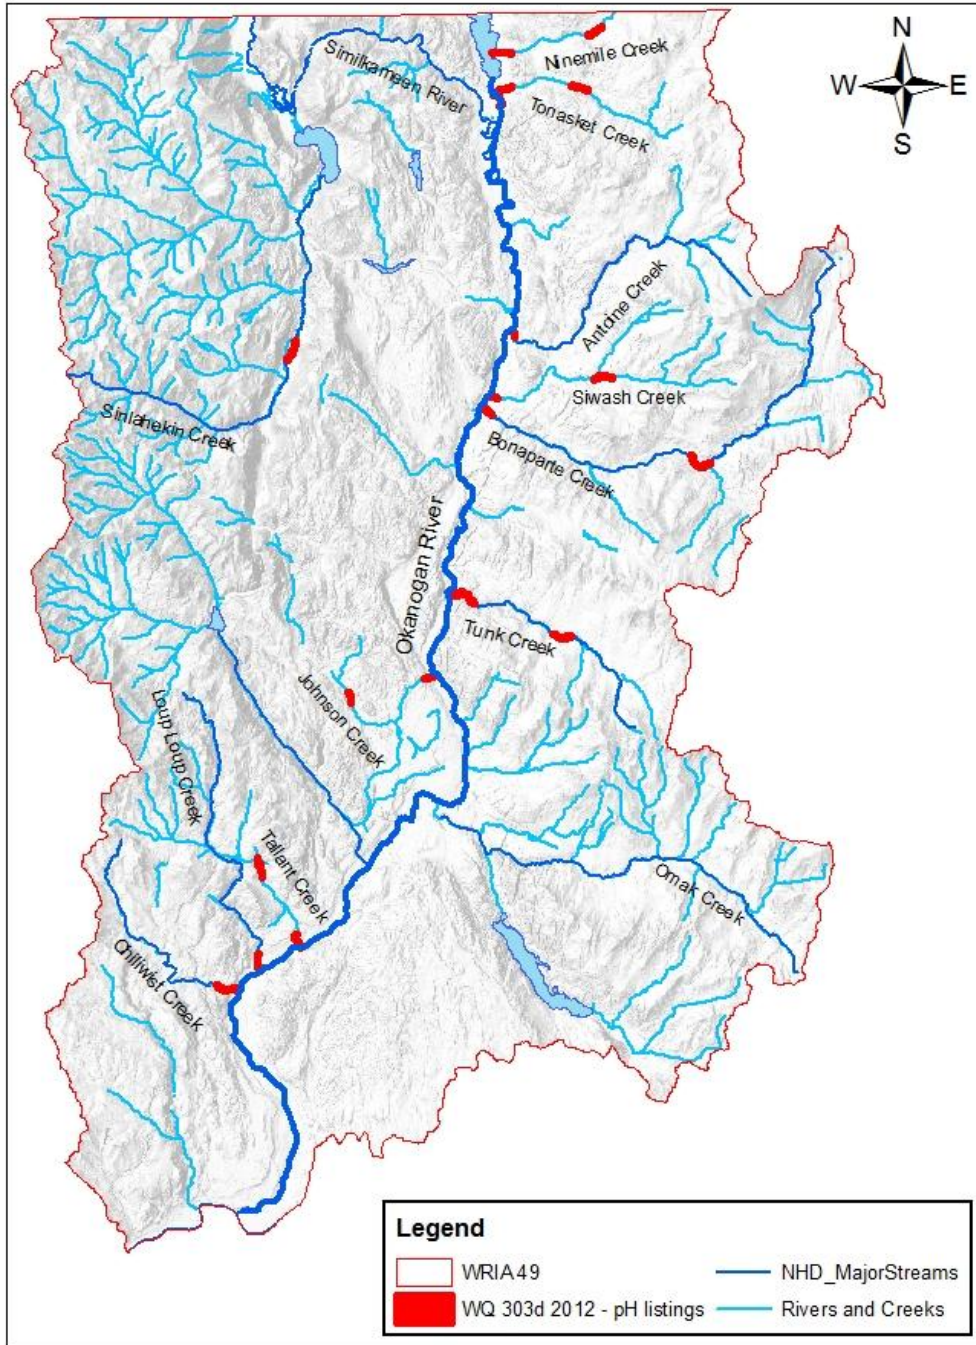 N
W E
S
Ninemile Creek
Similkameen River
Tonasket Creek
Antoine Creek
Siwash Creek
Sinlahekin Creek
Bonaparte Creek
Okanogan River
Tunk Creek
Johnson Creek
Loup Loup Creek
Tallant Creek
Omak Creek
Chiliwist Creek
Legend
WRIA 49
NHD_MajorStreams
WQ 303d 2012 - pH listings
Rivers and Creeks